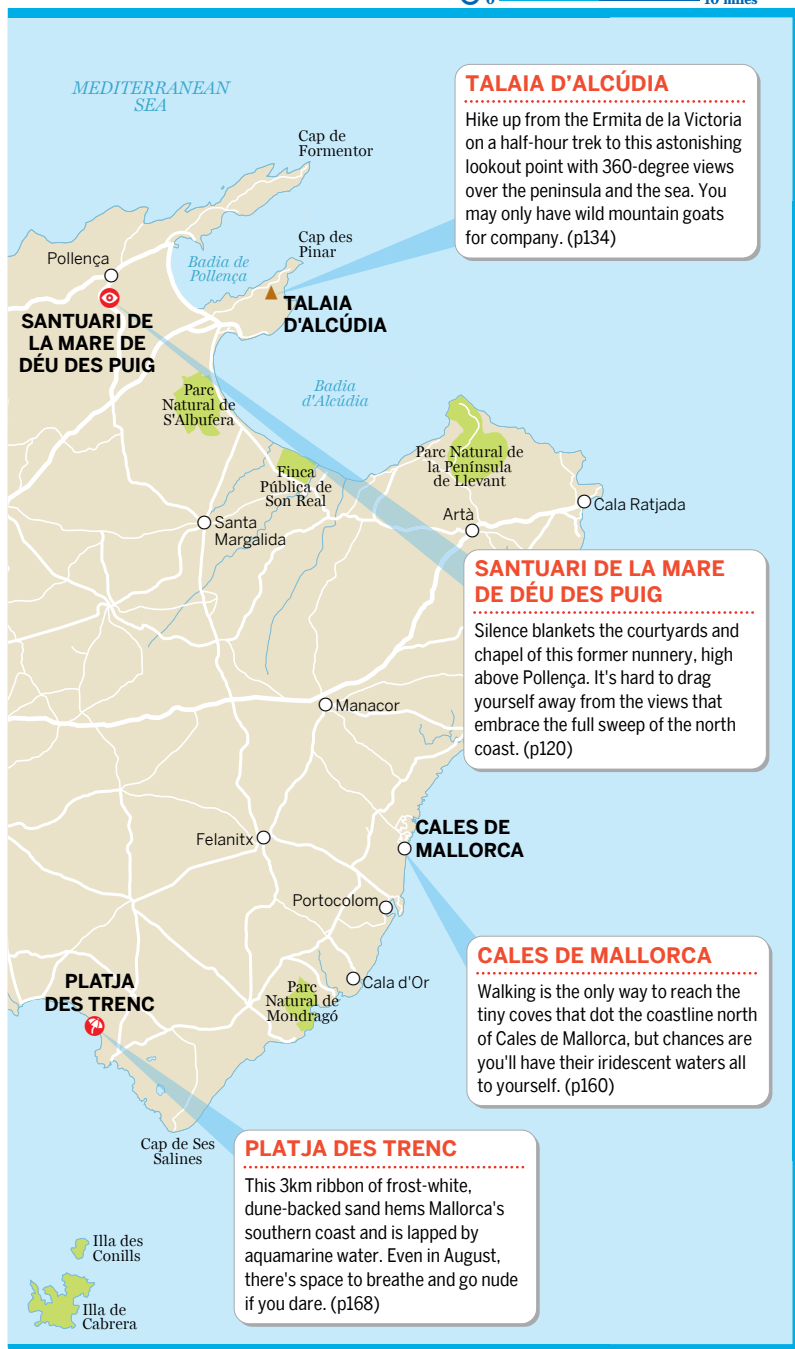 0
10 miles
MEDITERRANEAN
SEA
Cap de
Formentor
TALAIA D'ALCÚDIA
Hike up from the Ermita de la Victoria
on a half-hour trek to this astonishing
lookout point with 360-degree views
over the peninsula and the sea. You
may only have wild mountain goats
for company. (p134)
Cap des
Pinar
Pollença
Badia de
Pollença
TALAIA
D'ALCÚDIA
SANTUARI DE
LA MARE DE
DÉU DES PUIG
Badia
d'Alcúdia
Parc
Natural de
S'Albufera
Parc Natural de
la Península
de Llevant
Finca
Pública de
Son Real
Cala Ratjada
Artà
Santa
Margalida
SANTUARI DE LA MARE
DE DÉU DES PUIG
Silence blankets the courtyards and
chapel of this former nunnery, high
above Pollença. It's hard to drag
yourself away from the views that
embrace the full sweep of the north
coast. (p120)
Manacor
CALES DE
MALLORCA
Felanitx
Portocolom
CALES DE MALLORCA
Walking is the only way to reach the
tiny coves that dot the coastline north
of Cales de Mallorca, but chances are
you'll have their iridescent waters all
to yourself. (p160)
Cala d'Or
Parc
Natural de
Mondragó
PLATJA
DES TRENC
Cap de Ses
Salines
PLATJA DES TRENC
This 3km ribbon of frost-white,
dune-backed sand hems Mallorca's
southern coast and is lapped by
aquamarine water. Even in August,
there's space to breathe and go nude
if you dare. (p168)
Illa des
Conills
Illa de
Cabrera